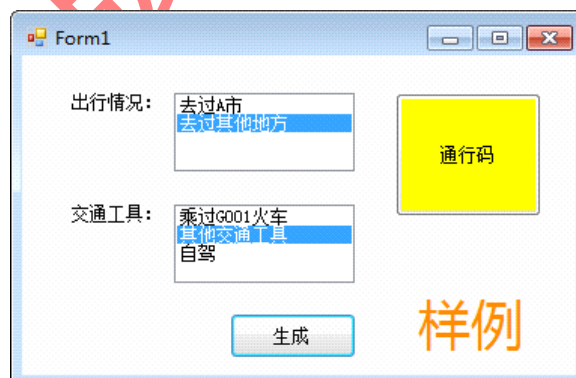 Form1
出行情况：
去过A市
去过其他地方
通行码
交通工具：
乘过G001火车
其他交通工具
自驾
生成
样例